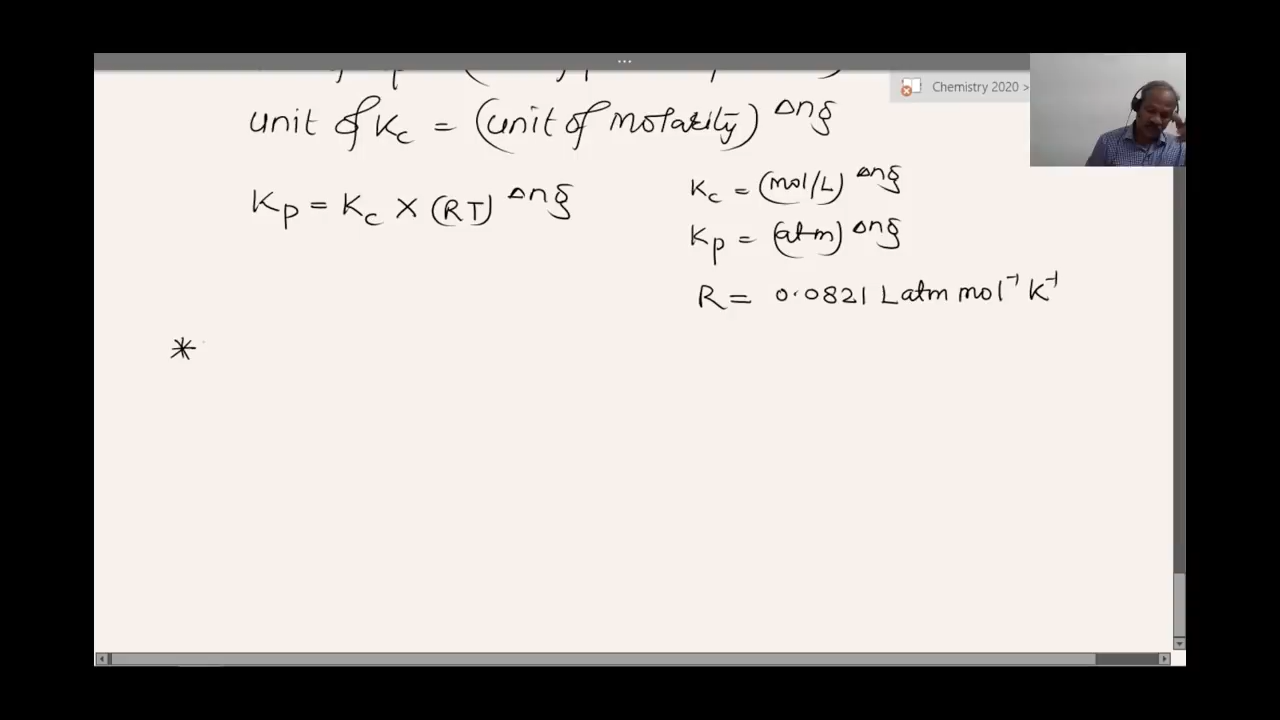 Chemistry 2020 >
unit of Kc = (unit of molarity) Δng
Kp = Kc × (RT) Δng
Kc = (mol/L) Δng
Kp = (atm) Δng
R = 0.0821 L atm mol⁻¹ K⁻¹
*